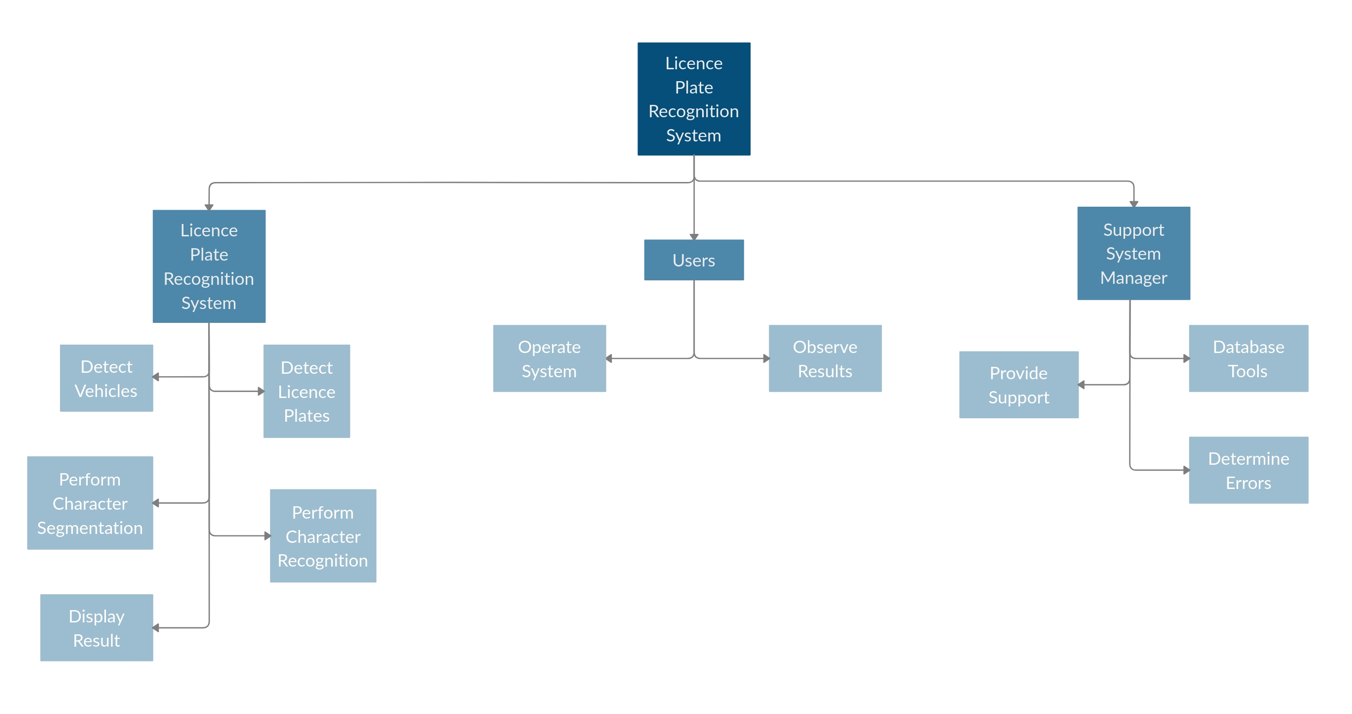 Licence
Plate
Recognition
System
Licence
Plate
Recognition
System
Users
Support
System
Manager
Detect
Vehicles
Detect
Licence
Plates
Operate
System
Observe
Results
Provide
Support
Database
Tools
Perform
Character
Segmentation
Perform
Character
Recognition
Determine
Errors
Display
Result